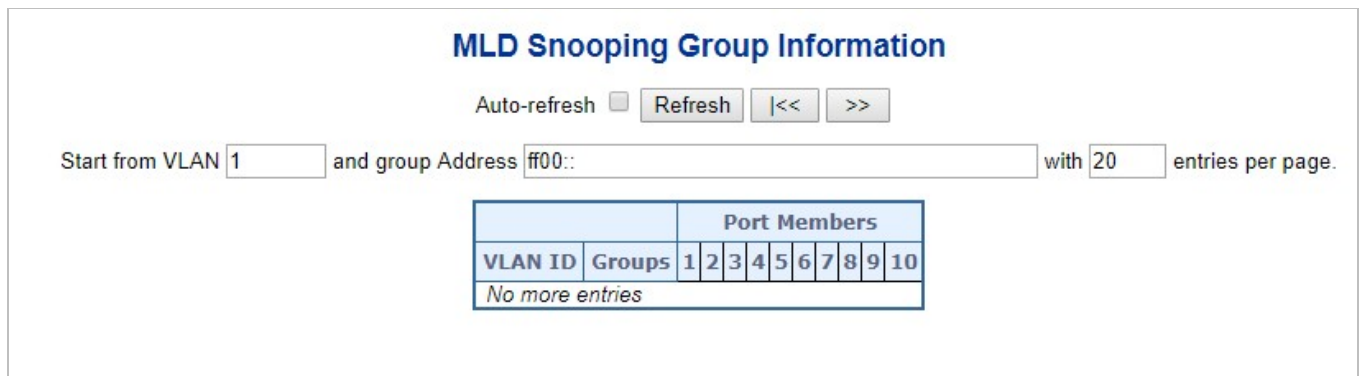 MLD Snooping Group Information
Auto-refresh Refresh |<< >>
Start from VLAN 1 and group Address ff00:: with 20 entries per page.
Port Members
VLAN ID Groups 1 2 3 4 5 6 7 8 9 10
No more entries